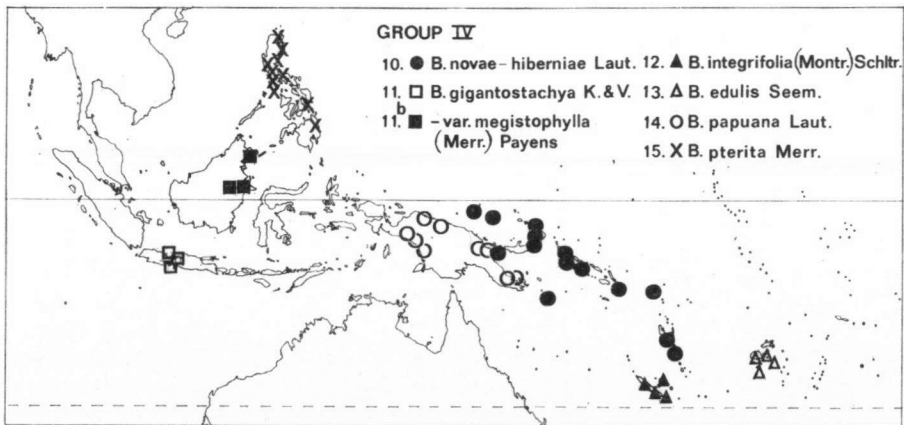 GROUP IV
10. ● B. novae-hiberniae Laut.
11. □ B. gigantostachya K. & V.
b
11. ■ - var. megistophylla
(Merr.) Payens
12. ▲ B. integrifolia (Montr.) Schltr.
13. △ B. edulis Seem.
14. ○ B. papuana Laut.
15. X B. pterita Merr.